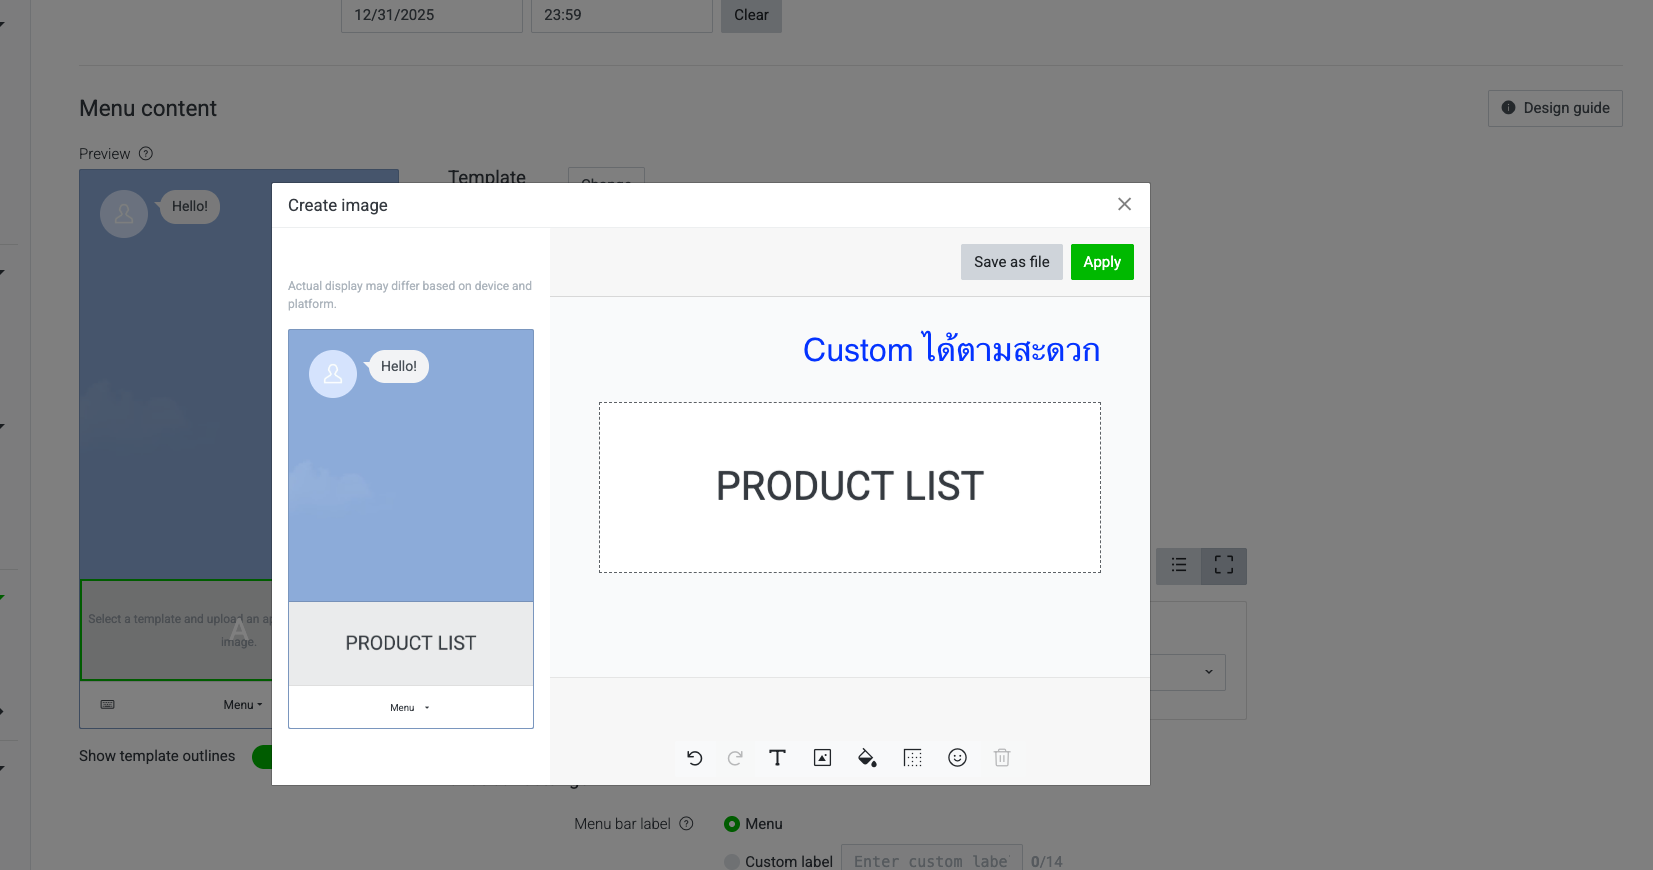 12/31/2025
23:59
Clear
Menu content
Design guide
Preview
Hello!
Template
Create image
Save as file
Apply
Actual display may differ based on device and
platform.
Hello!
Custom ได้ตามสะดวก
PRODUCT LIST
PRODUCT LIST
Menu
Select a template and upload an
A
image.
Menu
Show template outlines
Menu bar label
Menu
Custom label
Enter custom labe
0/14